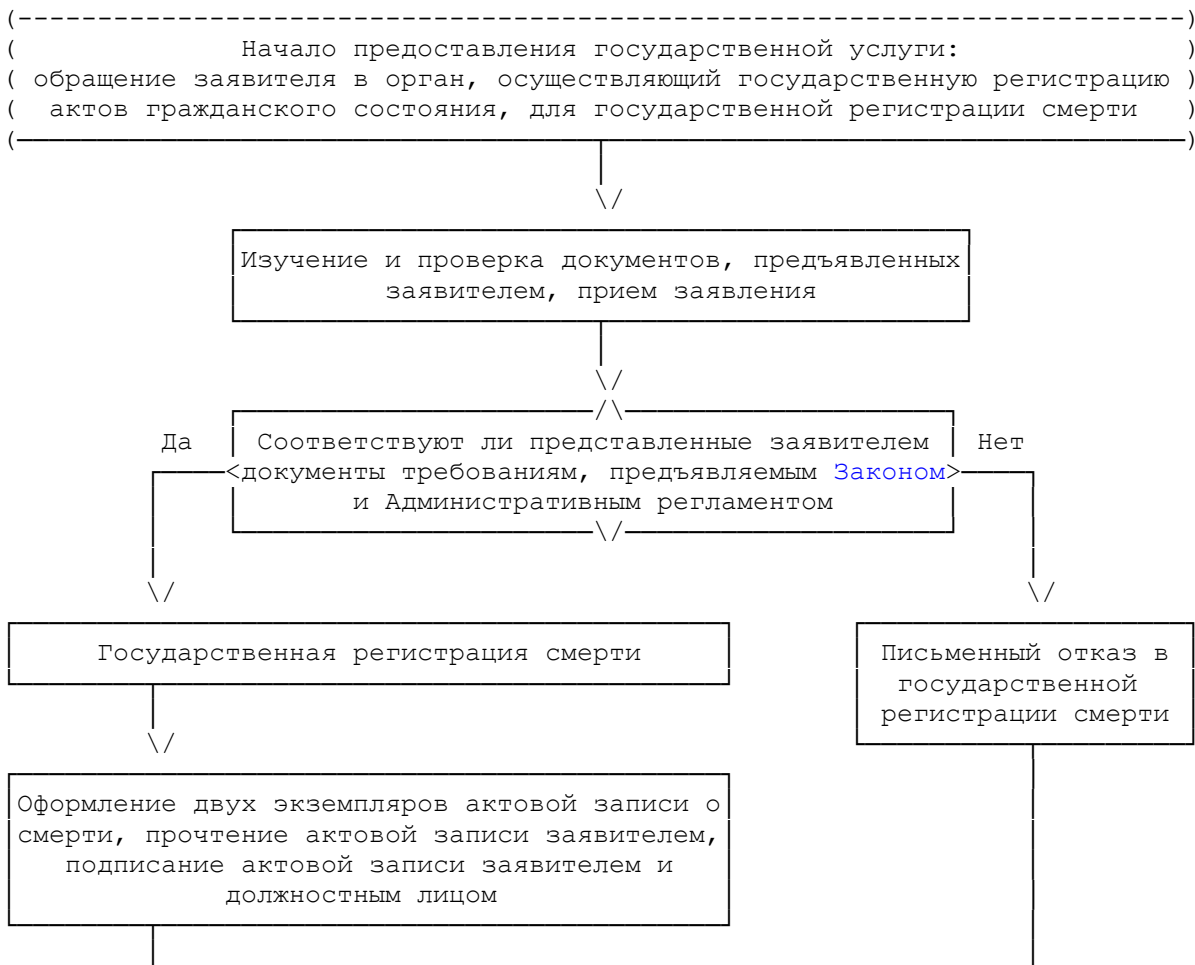 Начало предоставления государственной услуги:
обращение заявителя в орган, осуществляющий государственную регистрацию
актов гражданского состояния, для государственной регистрации смерти
Изучение и проверка документов, предъявленных
заявителем, прием заявления
Да
Соответствуют ли представленные заявителем
Нет
документы требованиям, предъявляемым Законом
и Административным регламентом
Государственная регистрация смерти
Письменный отказ в
государственной
регистрации смерти
Оформление двух экземпляров актовой записи о
смерти, прочтение актовой записи заявителем,
подписание актовой записи заявителем и
должностным лицом